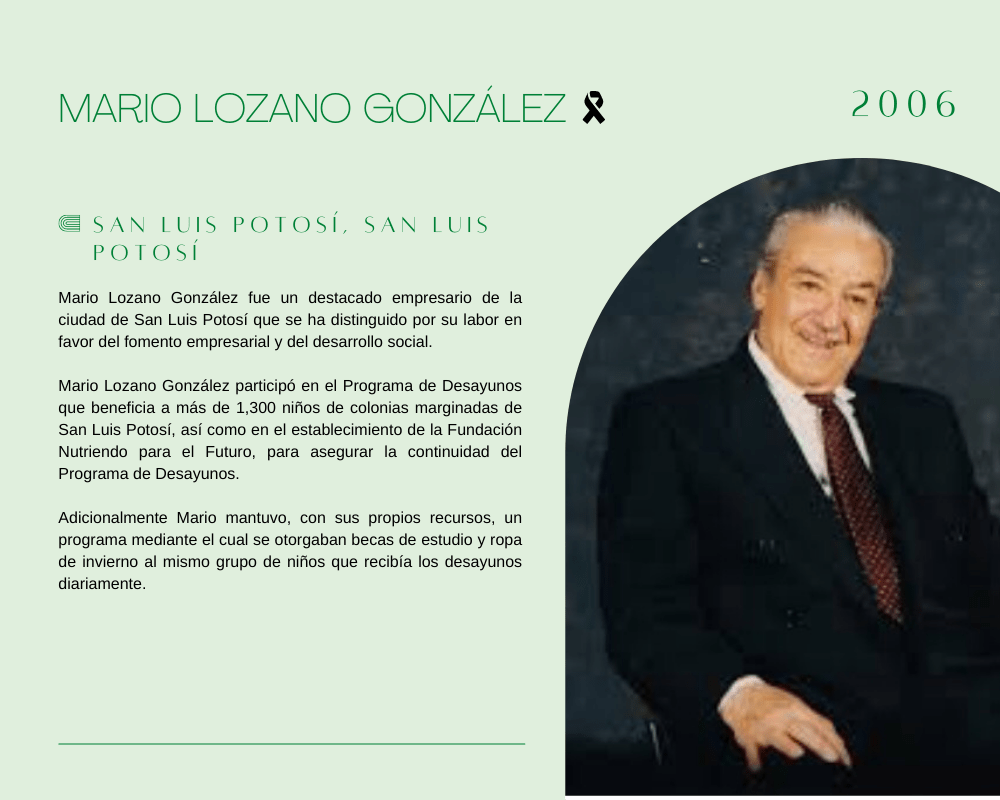 MARIO LOZANO GONZÁLEZ
2006
SAN LUIS POTOSÍ, SAN LUIS
POTOSÍ
Mario Lozano González fue un destacado empresario de la
ciudad de San Luis Potosí que se ha distinguido por su labor en
favor del fomento empresarial y del desarrollo social.
Mario Lozano González participó en el Programa de Desayunos
que beneficia a más de 1,300 niños de colonias marginadas de
San Luis Potosí, así como en el establecimiento de la Fundación
Nutriendo para el Futuro, para asegurar la continuidad del
Programa de Desayunos.
Adicionalmente Mario mantuvo, con sus propios recursos, un
programa mediante el cual se otorgaban becas de estudio y ropa
de invierno al mismo grupo de niños que recibía los desayunos
diariamente.